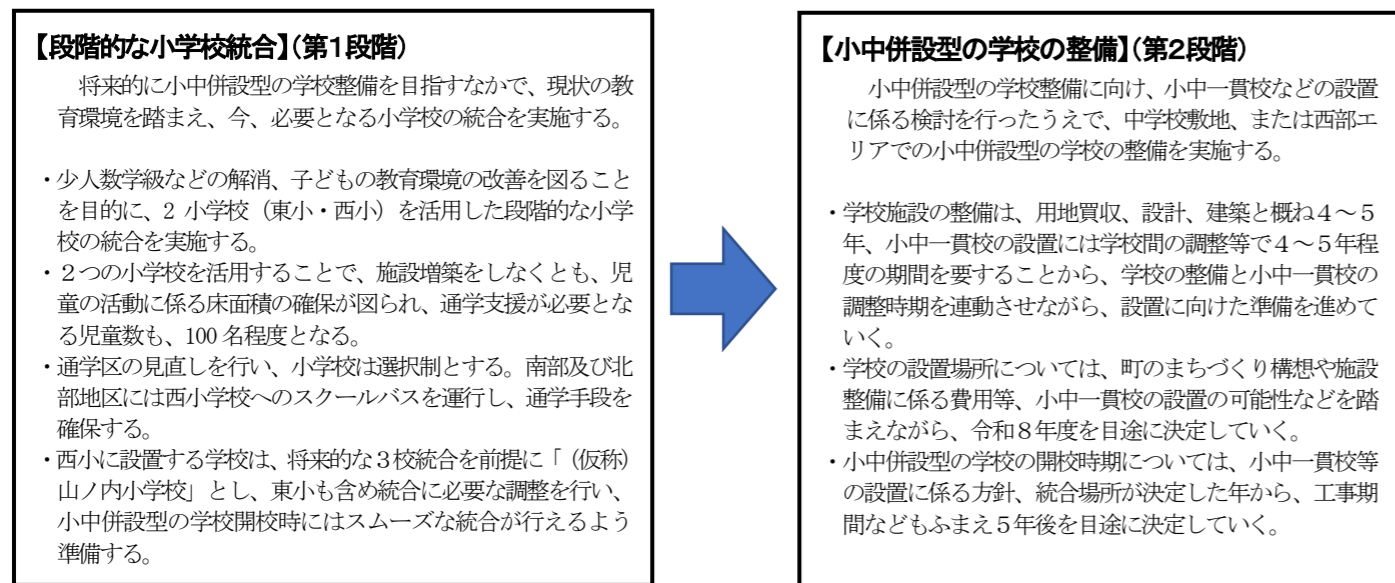 【段階的な小学校統合】(第1段階)
将来的に小中併設型の学校整備を目指すなかで、現状の教
育環境を踏まえ、今、必要となる小学校の統合を実施する。
・少人数学級などの解消、子どもの教育環境の改善を図ること
を目的に、2 小学校（東小・西小）を活用した段階的な小学
校の統合を実施する。
・２つの小学校を活用することで、施設増築をしなくとも、児
童の活動に係る床面積の確保が図られ、通学支援が必要とな
る児童数も、100 名程度となる。
・通学区の見直しを行い、小学校は選択制とする。南部及び北
部地区には西小学校へのスクールバスを運行し、通学手段を
確保する。
・西小に設置する学校は、将来的な３校統合を前提に「（仮称）
山ノ内小学校」とし、東小も含め統合に必要な調整を行い、
小中併設型の学校開校時にはスムーズな統合が行えるよう
準備する。
【小中併設型の学校の整備】(第２段階)
小中併設型の学校整備に向け、小中一貫校などの設置
に係る検討を行ったうえで、中学校敷地、または西部エ
リアでの小中併設型の学校の整備を実施する。
・学校施設の整備は、用地買収、設計、建築と概ね４～５
年、小中一貫校の設置には学校間の調整等で４～５年程
度の期間を要することから、学校の整備と小中一貫校の
調整時期を連動させながら、設置に向けた準備を進めて
いく。
・学校の設置場所については、町のまちづくり構想や施設
整備に係る費用等、小中一貫校の設置の可能性などを踏
まえながら、令和８年度を目途に決定していく。
・小中併設型の学校の開校時期については、小中一貫校等
の設置に係る方針、統合場所が決定した年から、工事期
間などもふまえ５年後を目途に決定していく。